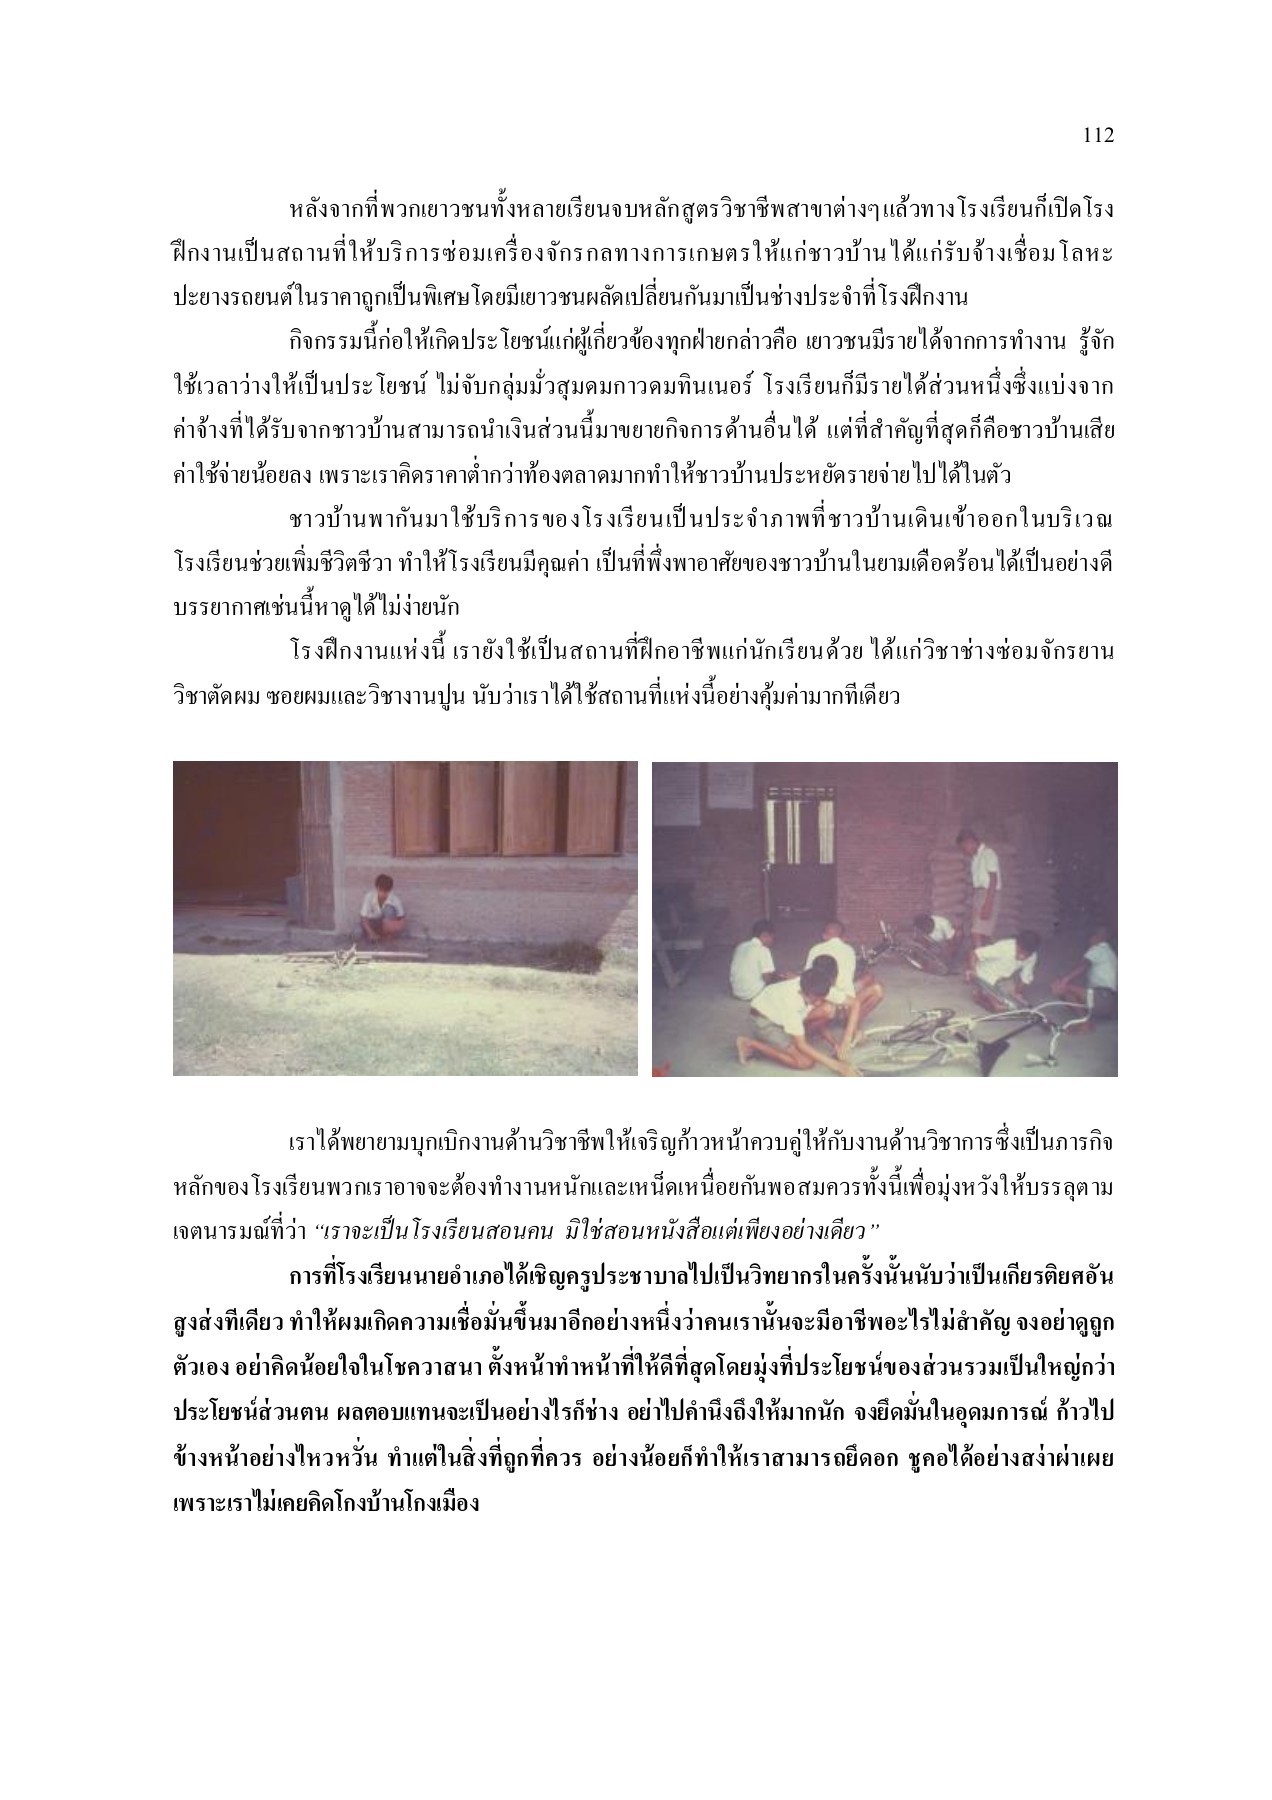 112
หลังจากที่พวกเยาวชนทั้งหลายเรียนจบหลักสูตรวิชาชีพสาขาต่างๆแล้วทางโรงเรียนก็เปิดโรง
ฝึกงานเป็นสถานที่ให้บริการซ่อมเครื่องจักรกลทางการเกษตรให้แก่ชาวบ้านได้แก่รับจ้างเชื่อมโลหะ
ปะยางรถยนต์ในราคาถูกเป็นพิเศษโดยมีเยาวชนผลัดเปลี่ยนกันมาเป็นช่างประจำที่โรงฝึกงาน
กิจกรรมนี้ก่อให้เกิดประโยชน์แก่ผู้เกี่ยวข้องทุกฝ่ายกล่าวคือ เยาวชนมีรายได้จากการทำงาน รู้จัก
ใช้เวลาว่างให้เป็นประโยชน์ ไม่จับกลุ่มมั่วสุมดมกาวดมทินเนอร์ โรงเรียนก็มีรายได้ส่วนหนึ่งซึ่งแบ่งจาก
ค่าจ้างที่ได้รับจากชาวบ้านสามารถนำเงินส่วนนี้มาขยายกิจการด้านอื่นได้ แต่ที่สำคัญที่สุดก็คือชาวบ้านเสีย
ค่าใช้จ่ายน้อยลง เพราะเราคิดราคาต่ำกว่าท้องตลาดมากทำให้ชาวบ้านประหยัดรายจ่ายไปได้ในตัว
ชาวบ้านพากันมาใช้บริการของโรงเรียนเป็นประจำภาพที่ชาวบ้านเดินเข้าออกในบริเวณ
โรงเรียนช่วยเพิ่มชีวิตชีวา ทำให้โรงเรียนมีคุณค่า เป็นที่พึ่งพาอาศัยของชาวบ้านในยามเดือดร้อนได้เป็นอย่างดี
บรรยากาศเช่นนี้หาดูได้ไม่ง่ายนัก
โรงฝึกงานแห่งนี้ เรายังใช้เป็นสถานที่ฝึกอาชีพแก่นักเรียนด้วย ได้แก่วิชาช่างซ่อมจักรยาน
วิชาตัดผม ซอยผมและวิชางานปูน นับว่าเราได้ใช้สถานที่แห่งนี้อย่างคุ้มค่ามากทีเดียว
เราได้พยายามบุกเบิกงานด้านวิชาชีพให้เจริญก้าวหน้าควบคู่ให้กับงานด้านวิชาการซึ่งเป็นภารกิจ
หลักของโรงเรียนพวกเราอาจจะต้องทำงานหนักและเหน็ดเหนื่อยกันพอสมควรทั้งนี้เพื่อมุ่งหวังให้บรรลุตาม
เจตนารมณ์ที่ว่า “เราจะเป็นโรงเรียนสอนคน มิใช่สอนหนังสือแต่เพียงอย่างเดียว”
การที่โรงเรียนนายอำเภอได้เชิญครูประชาบาลไปเป็นวิทยากรในครั้งนั้นนับว่าเป็นเกียรติยศอัน
สูงส่งทีเดียว ทำให้ผมเกิดความเชื่อมั่นขึ้นมาอีกอย่างหนึ่งว่าคนเรานั้นจะมีอาชีพอะไรไม่สำคัญ จงอย่าดูถูก
ตัวเอง อย่าคิดน้อยใจในโชควาสนา ตั้งหน้าทำหน้าที่ให้ดีที่สุดโดยมุ่งที่ประโยชน์ของส่วนรวมเป็นใหญ่กว่า
ประโยชน์ส่วนตน ผลตอบแทนจะเป็นอย่างไรก็ช่าง อย่าไปคำนึงถึงให้มากนัก จงยึดมั่นในอุดมการณ์ ก้าวไป
ข้างหน้าอย่างไหวหวั่น ทำแต่ในสิ่งที่ถูกที่ควร อย่างน้อยก็ทำให้เราสามารถยืดอก ชูคอได้อย่างสง่าผ่าเผย
เพราะเราไม่เคยคิดโกงบ้านโกงเมือง